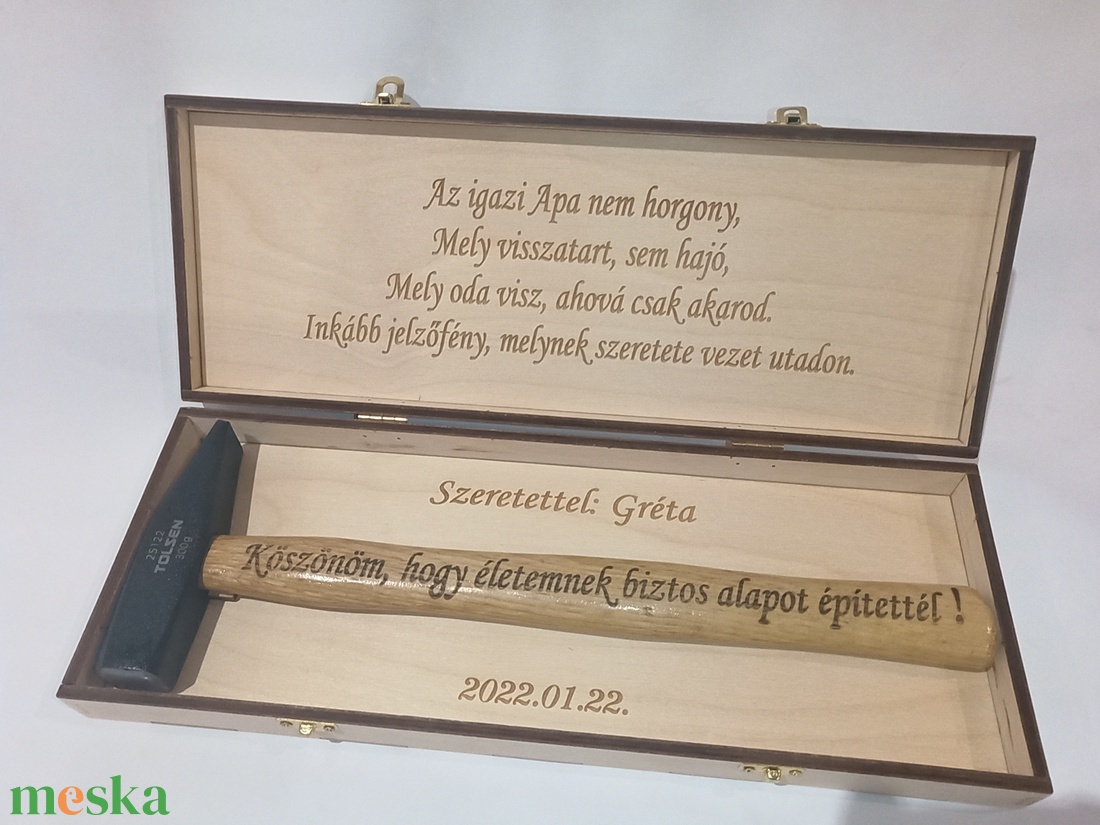 Az igazi Apa nem horgony,
Mely visszatart, sem hajó,
Mely oda visz, ahová csak akarod.
Inkább jelzőfény, melynek szeretete vezet utadon.
Szeretettel: Gréta
25122
TOLSEN
300g
Köszönöm, hogy életemnek biztos alapot építettél !
2022.01.22.
meska